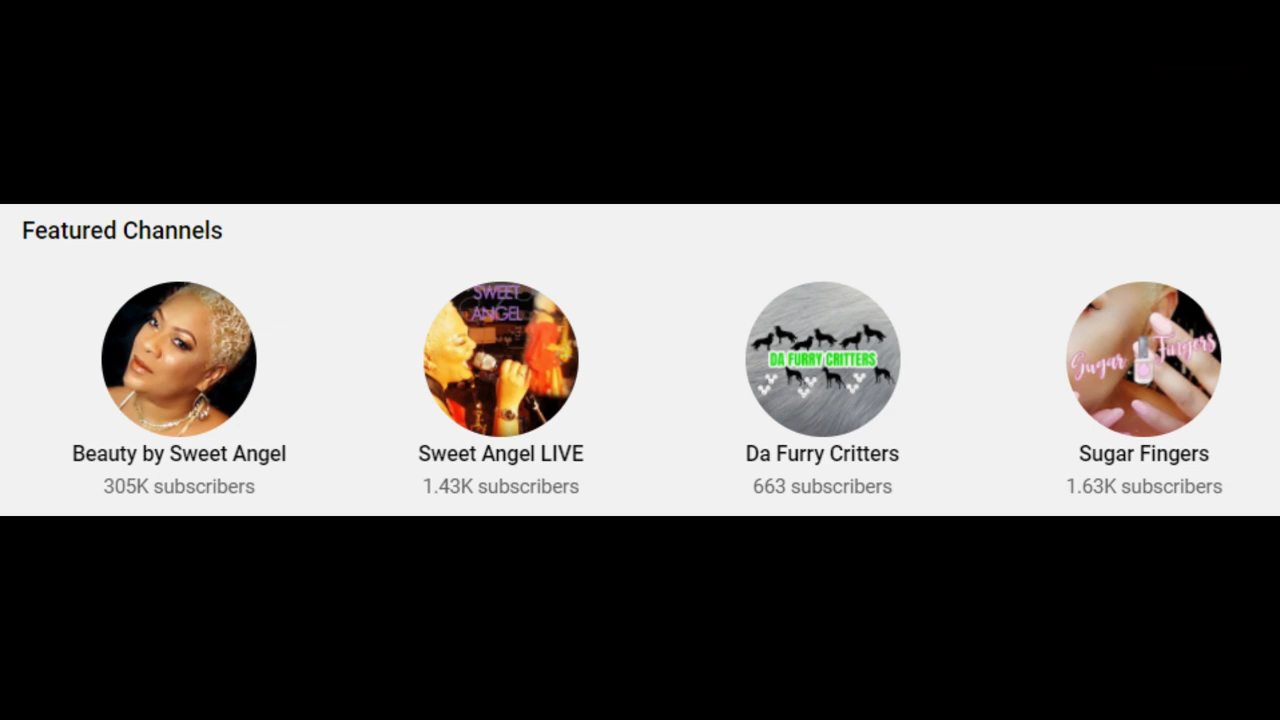 Featured Channels
SWEET
ANGEL
DA FURRY CRITTERS
Sugar Fingers
Beauty by Sweet Angel
Sweet Angel LIVE
Da Furry Critters
Sugar Fingers
305K subscribers
1.43K subscribers
663 subscribers
1.63K subscribers